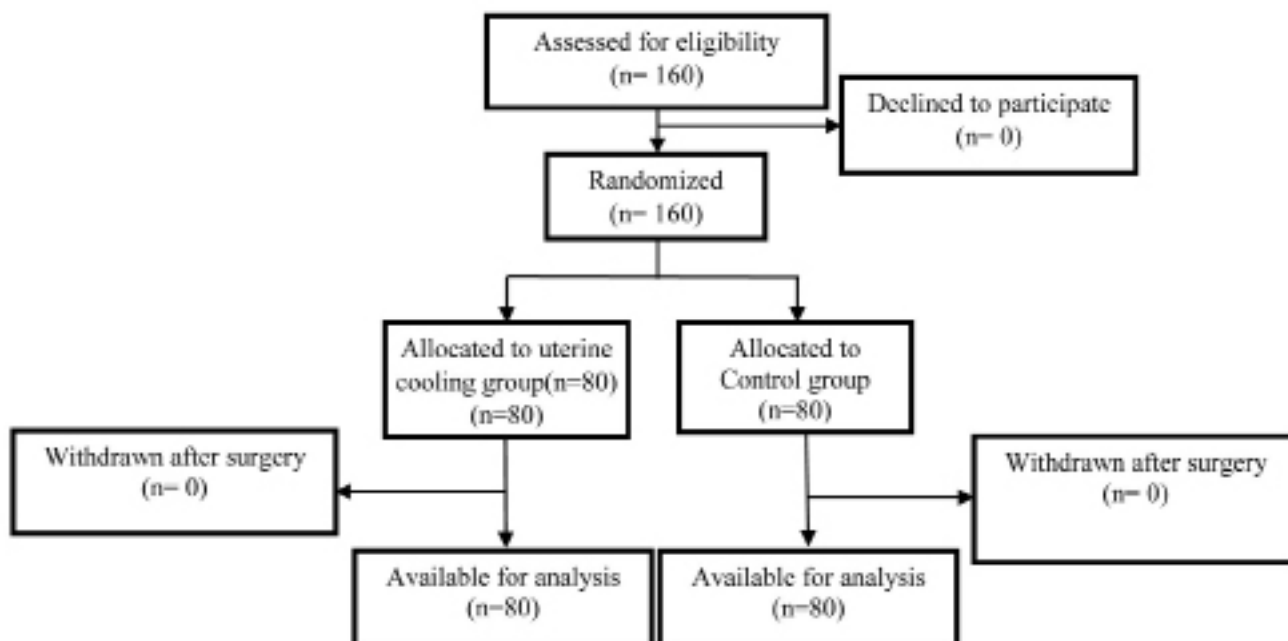 Assessed for eligibility
(n= 160)
Declined to participate
(n= 0)
Randomized
(n= 160)
Allocated to uterine
cooling group(n=80)
(n=80)
Allocated to
Control group
(n=80)
Withdrawn after surgery
(n= 0)
Withdrawn after surgery
(n= 0)
Available for analysis
(n=80)
Available for analysis
(n=80)